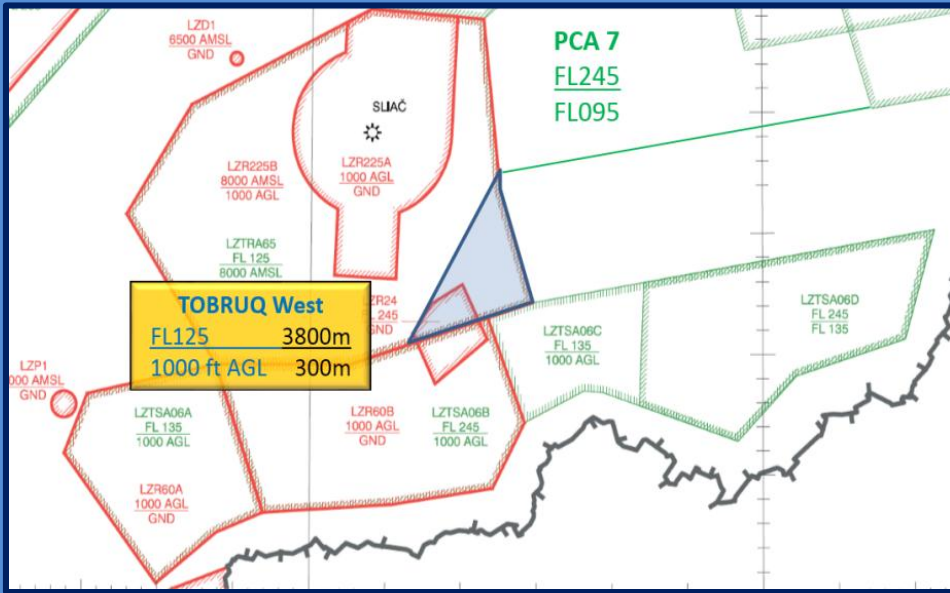 LZD1
6500 AMSL
GND
PCA 7
FL245
FL095
SLIAČ
LZR225A
1000 AGL
GND
LZR225B
8000 AMSL
1000 AGL
LZTRA65
FL 125
8000 AMSL
TOBRUQ West
FL125 3800m
1000 ft AGL 300m
ZR24
245
GND
LZTSA06D
FL 245
FL 135
LZTSA06C
FL 135
1000 AGL
LZP1
000 AMSL
GND
LZTSA06A
FL 135
1000 AGL
LZR60B
1000 AGL
GND
LZTSA06B
FL 245
1000 AGL
LZR60A
1000 AGL
GND